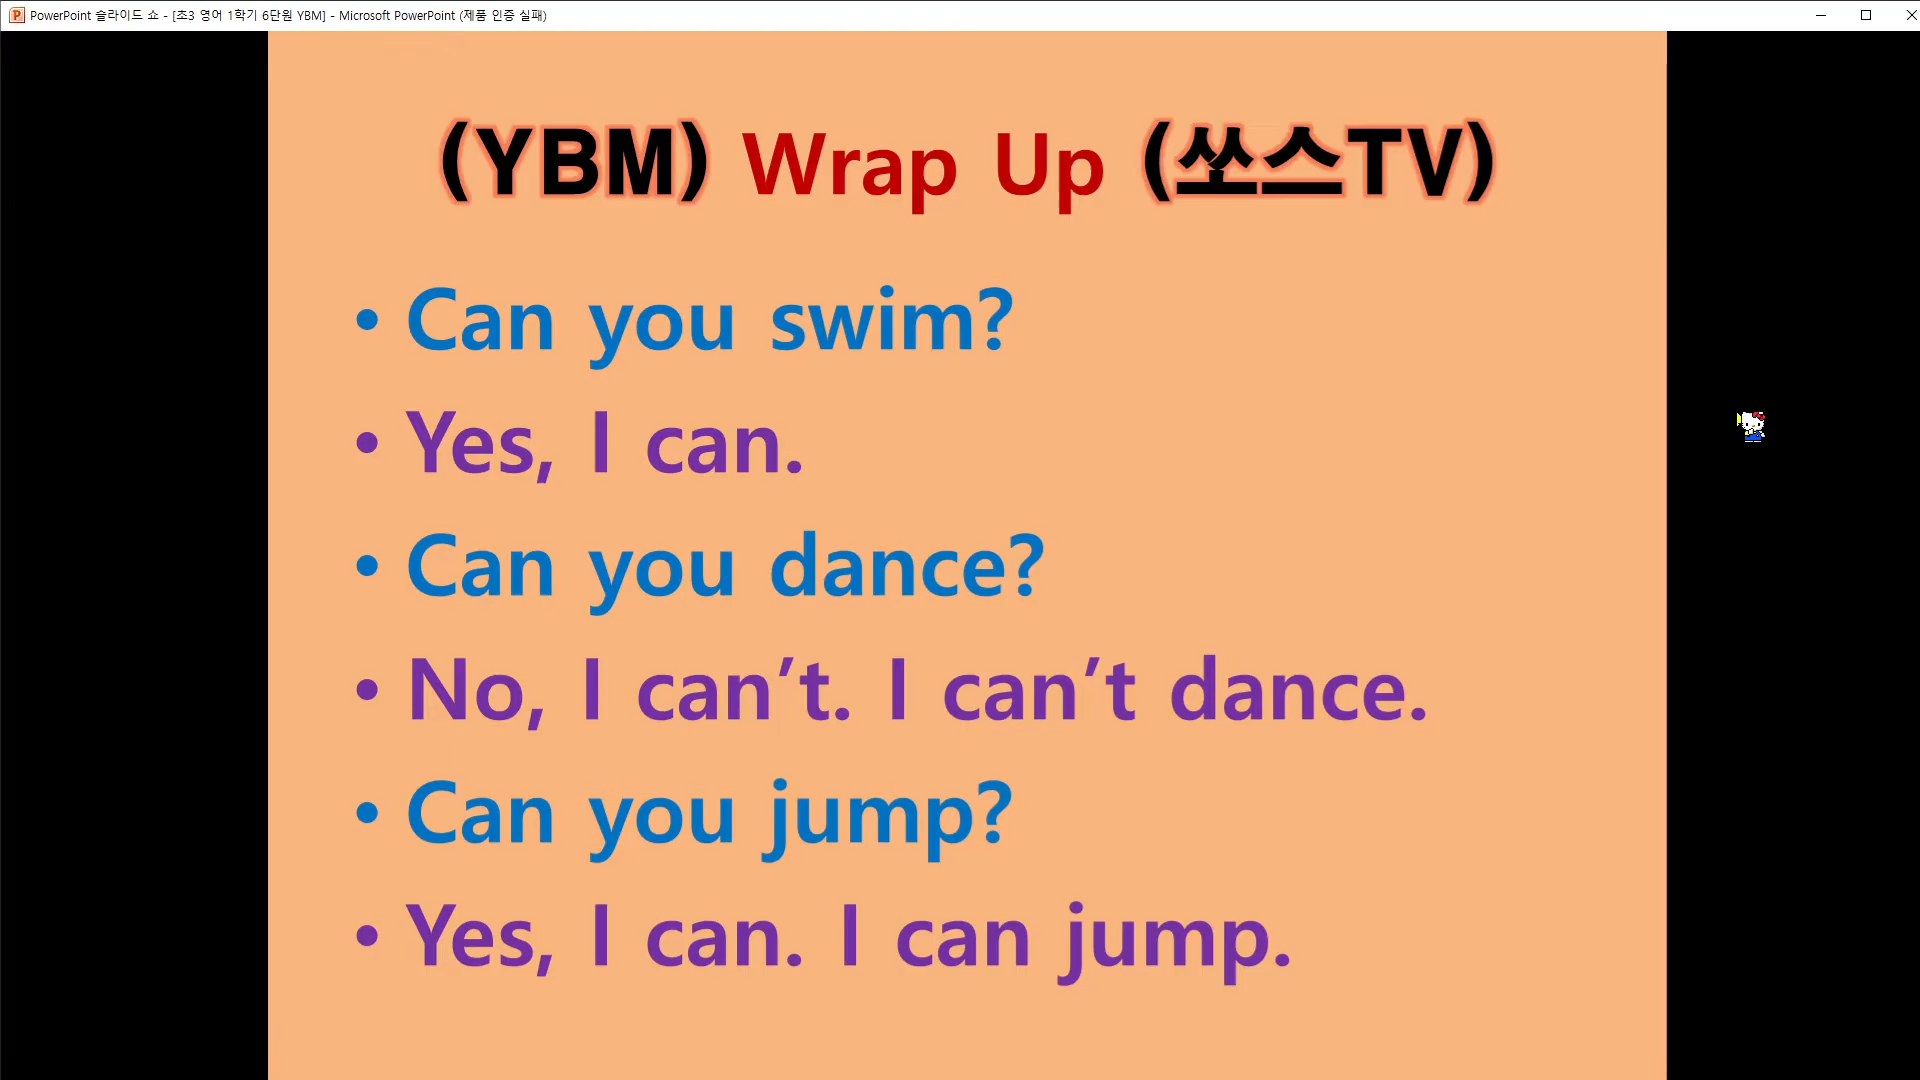 PowerPoint 슬라이드 쇼 - [초3 영어 1학기 6단원 YBM] - Microsoft PowerPoint (제품 인증 실패)
(YBM) Wrap Up (쏘스TV)
• Can you swim?
• Yes, I can.
• Can you dance?
• No, I can’t. I can’t dance.
• Can you jump?
• Yes, I can. I can jump.